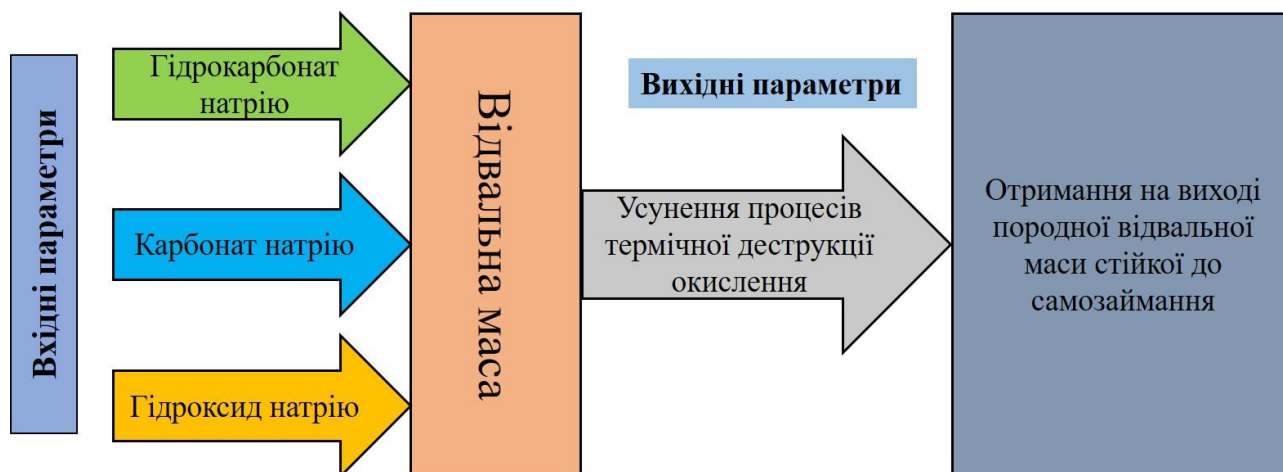 Вхідні параметри
Гідрокарбонат
натрію
Карбонат натрію
Гідроксид натрію
Відвальна маса
Вихідні параметри
Усунення процесів
термічної деструкції
окислення
Отримання на виході
породної відвальної
маси стійкої до
самозаймання